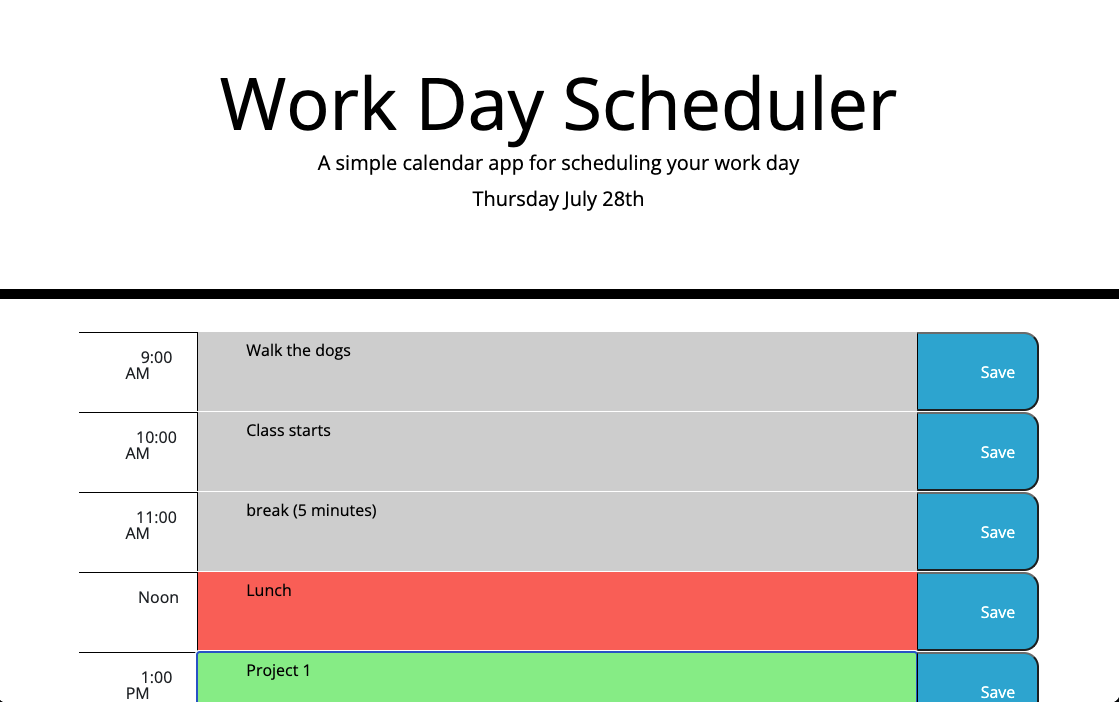 Work Day Scheduler
A simple calendar app for scheduling your work day
Thursday July 28th
9:00
AM
Walk the dogs
Save
10:00
AM
Class starts
Save
11:00
AM
break (5 minutes)
Save
Noon
Lunch
Save
1:00
PM
Project 1
Save